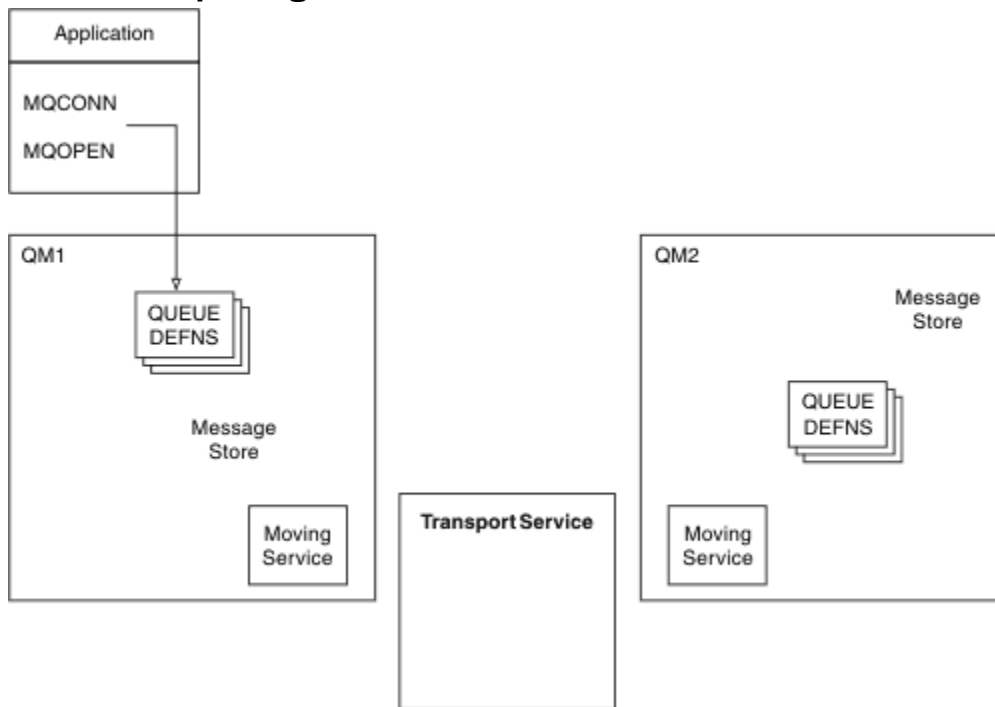 Application
MQCONN
MQOPEN
QM1
QUEUE
DEFNS
Message
Store
Moving
Service
Transport Service
QM2
Message
Store
QUEUE
DEFNS
Moving
Service